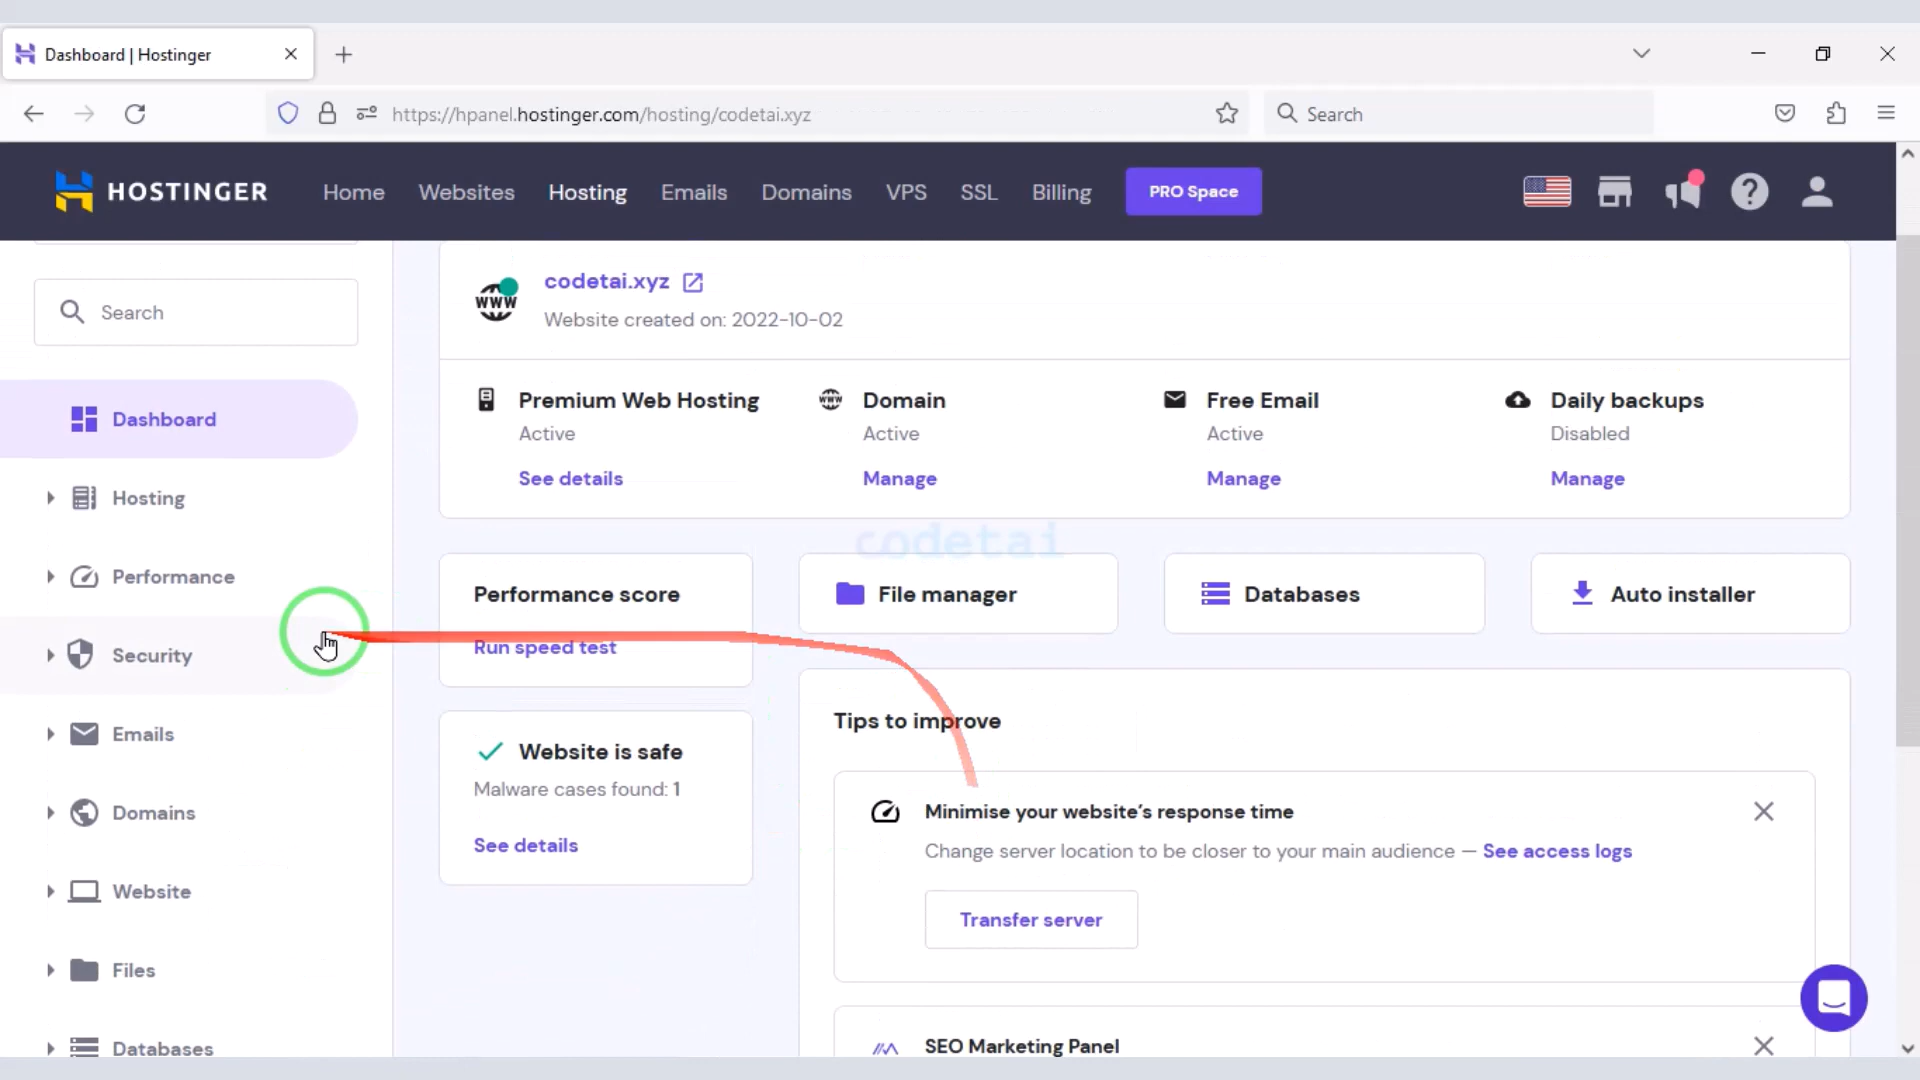 Dashboard | Hostinger
https://hpanel.hostinger.com/hosting/codetai.xyz
Search
HOSTINGER
Home
Websites
Hosting
Emails
Domains
VPS
SSL
Billing
PRO Space
Search
Dashboard
Hosting
Performance
Security
Emails
Domains
Website
Files
Databases
www
codetai.xyz
Website created on: 2022-10-02
Premium Web Hosting
Active
See details
www
Domain
Active
Manage
Free Email
Active
Manage
Daily backups
Disabled
Manage
codetai
Performance score
Run speed test
File manager
Databases
Auto installer
Website is safe
Malware cases found: 1
See details
Tips to improve
Minimise your website's response time
Change server location to be closer to your main audience — See access logs
Transfer server
SEO Marketing Panel